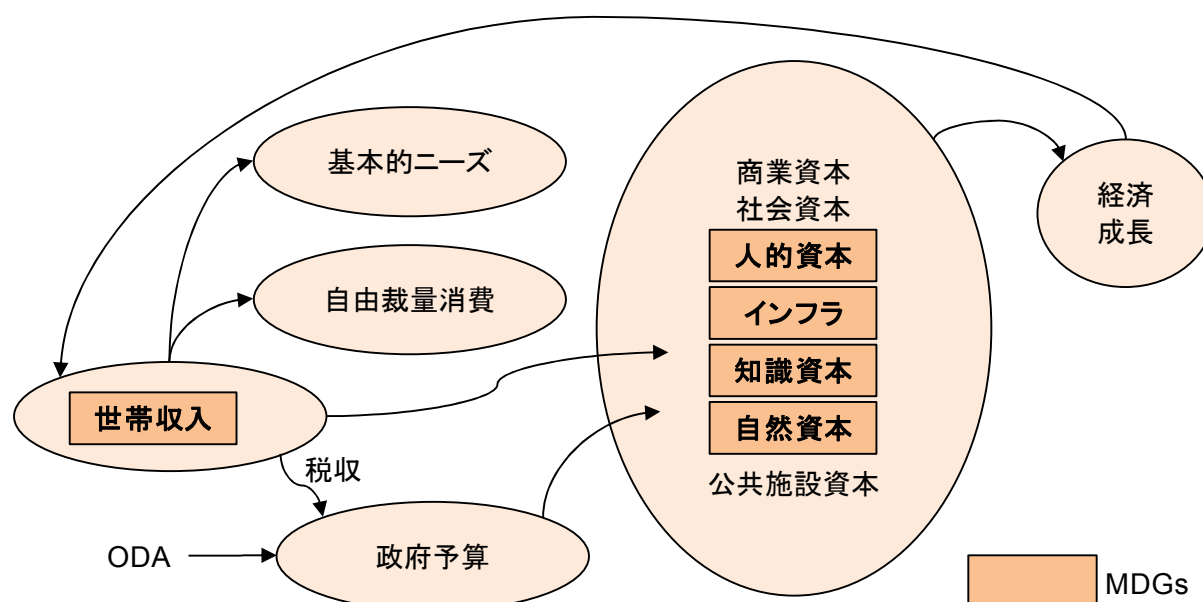 基本的ニーズ
自由裁量消費
世帯収入
税収
ODA
政府予算
商業資本
社会資本
人的資本
インフラ
知識資本
自然資本
公共施設資本
経済
成長
MDGs